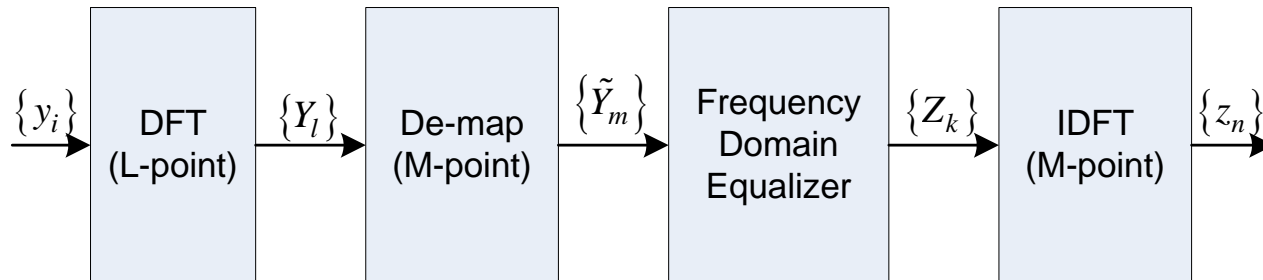 {y_i}
DFT
(L-point)
{Y_l}
De-map
(M-point)
{Ỹ_m}
Frequency
Domain
Equalizer
{Z_k}
IDFT
(M-point)
{z_n}